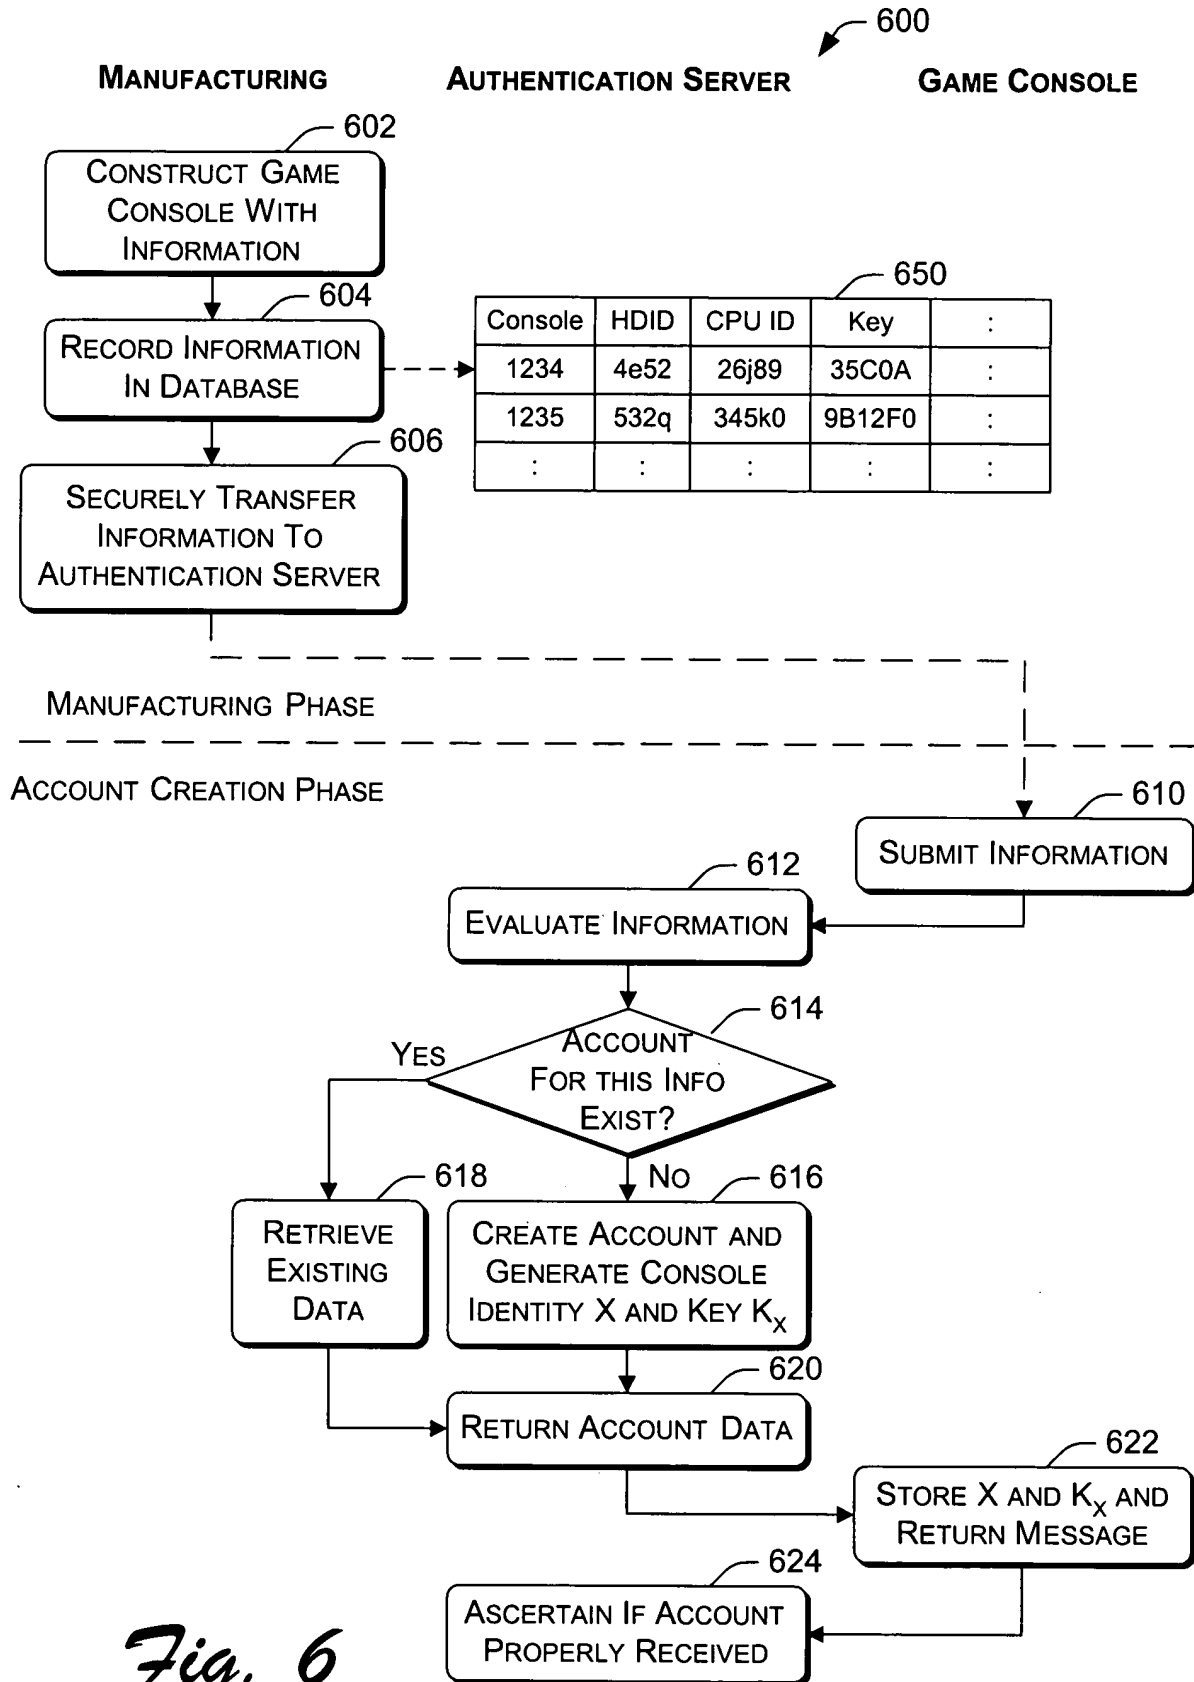 600
MANUFACTURING AUTHENTICATION SERVER GAME CONSOLE
602
CONSTRUCT GAME
CONSOLE WITH
INFORMATION
604
RECORD INFORMATION
IN DATABASE
650
Console HDID CPU ID Key :
1234 4e52 26j89 35C0A :
1235 532q 345k0 9B12F0 :
: : : : :
606
SECURELY TRANSFER
INFORMATION TO
AUTHENTICATION SERVER
MANUFACTURING PHASE
ACCOUNT CREATION PHASE
610
SUBMIT INFORMATION
612
EVALUATE INFORMATION
614
ACCOUNT
FOR THIS INFO
EXIST?
YES
NO
618
RETRIEVE
EXISTING
DATA
616
CREATE ACCOUNT AND
GENERATE CONSOLE
IDENTITY X AND KEY KX
620
RETURN ACCOUNT DATA
622
STORE X AND KX AND
RETURN MESSAGE
624
ASCERTAIN IF ACCOUNT
PROPERLY RECEIVED
Fig. 6